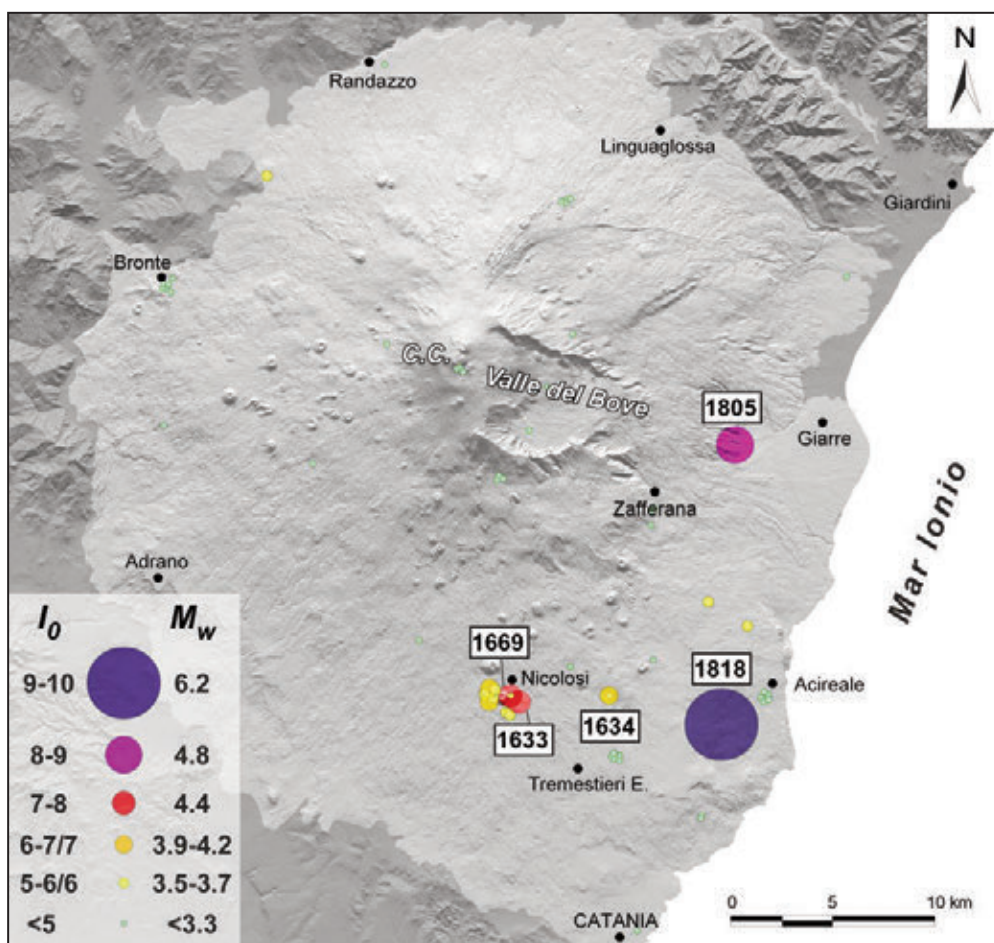 N
Randazzo
Linguaglossa
Giardini
Bronte
C.C.
Valle del Bove
1805
Giarre
Zafferana
Mar Ionio
Adrano
1669
Nicolosi
1818
Acireale
1633
1634
Tremestieri E.
CATANIA
I0 Mw
9-10 6.2
8-9 4.8
7-8 4.4
6-7/7 3.9-4.2
5-6/6 3.5-3.7
<5 <3.3
0 5 10 km